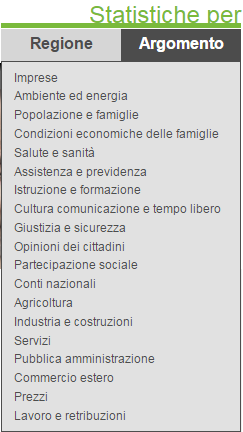 Statistiche per
Regione Argomento
Imprese
Ambiente ed energia
Popolazione e famiglie
Condizioni economiche delle famiglie
Salute e sanità
Assistenza e previdenza
Istruzione e formazione
Cultura comunicazione e tempo libero
Giustizia e sicurezza
Opinioni dei cittadini
Partecipazione sociale
Conti nazionali
Agricoltura
Industria e costruzioni
Servizi
Pubblica amministrazione
Commercio estero
Prezzi
Lavoro e retribuzioni